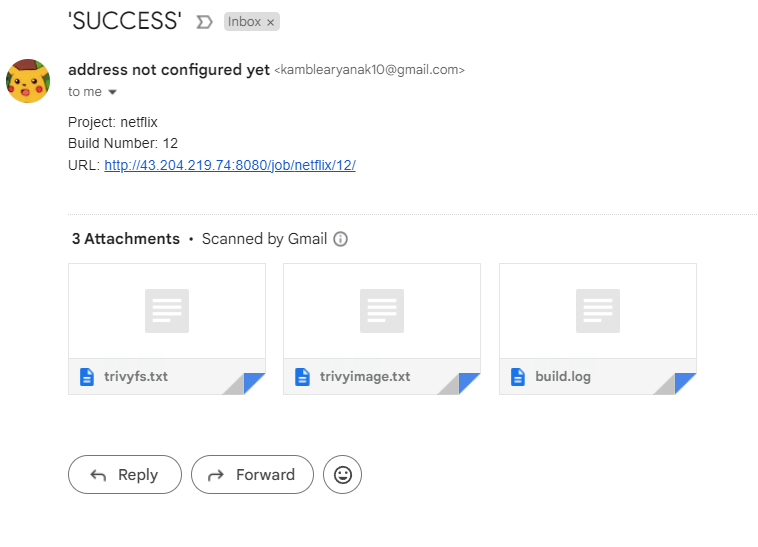 'SUCCESS' Inbox ×
address not configured yet <kamblearyanak10@gmail.com>
to me
Project: netflix
Build Number: 12
URL: http://43.204.219.74:8080/job/netflix/12/
3 Attachments • Scanned by Gmail
trivyfs.txt trivyimage.txt build.log
Reply Forward